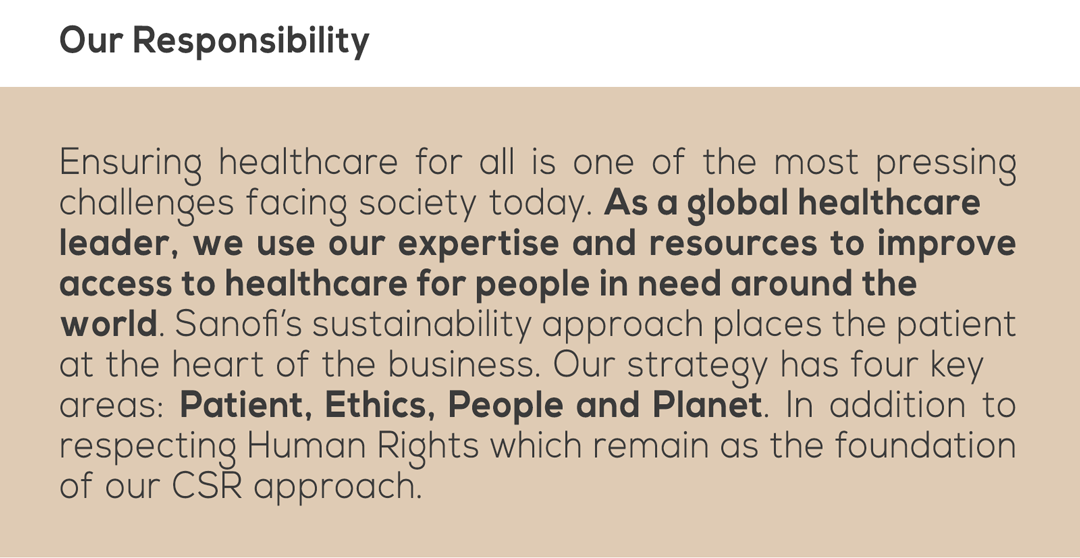 Our Responsibility
Ensuring healthcare for all is one of the most pressing
challenges facing society today. As a global healthcare
leader, we use our expertise and resources to improve
access to healthcare for people in need around the
world. Sanofi’s sustainability approach places the patient
at the heart of the business. Our strategy has four key
areas: Patient, Ethics, People and Planet. In addition to
respecting Human Rights which remain as the foundation
of our CSR approach.